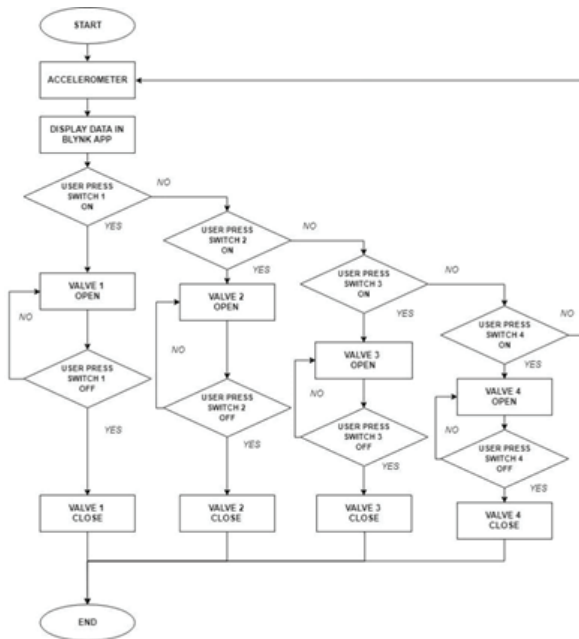 START
ACCELEROMETER
DISPLAY DATA IN
BLYNK APP
USER PRESS
SWITCH 1
ON
NO
YES
USER PRESS
SWITCH 2
ON
NO
YES
USER PRESS
SWITCH 3
ON
NO
YES
USER PRESS
SWITCH 4
ON
NO
YES
VALVE 1
OPEN
NO
USER PRESS
SWITCH 1
OFF
YES
VALVE 1
CLOSE
VALVE 2
OPEN
NO
USER PRESS
SWITCH 2
OFF
YES
VALVE 2
CLOSE
VALVE 3
OPEN
NO
USER PRESS
SWITCH 3
OFF
YES
VALVE 3
CLOSE
VALVE 4
OPEN
NO
USER PRESS
SWITCH 4
OFF
YES
VALVE 4
CLOSE
END